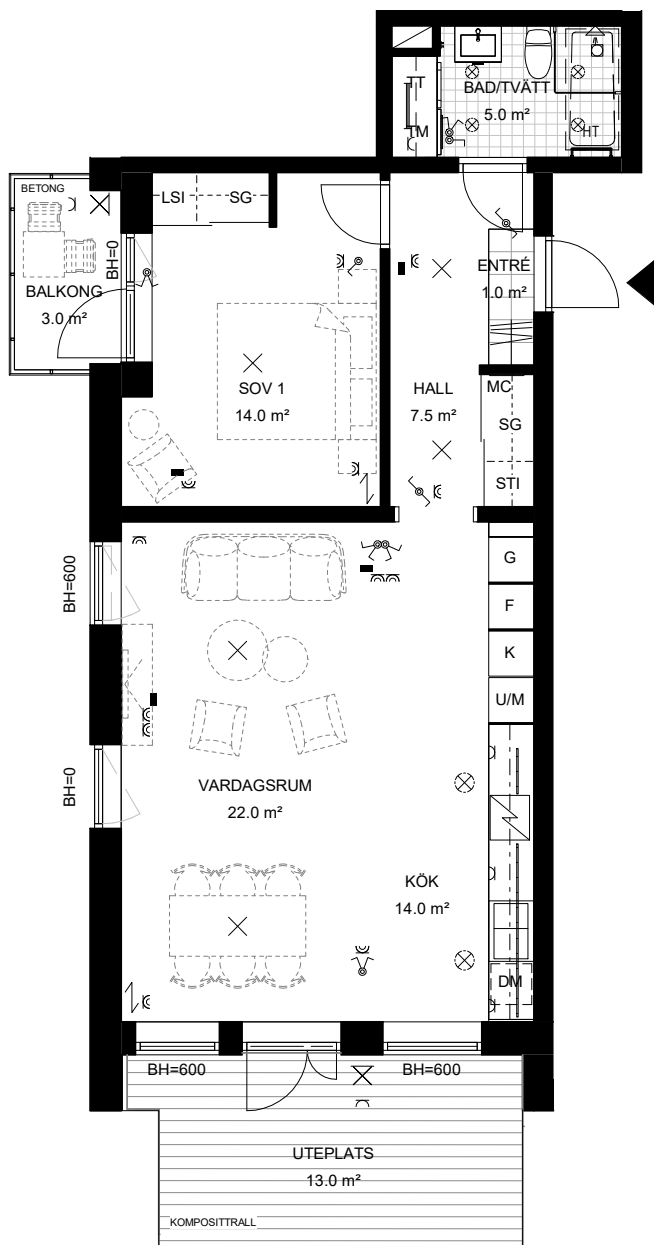 BAD/TVÄTT
5.0 m²
TT
TM
HT
BETONG
LSI
SG
BH=0
BALKONG
3.0 m²
ENTRÉ
1.0 m²
SOV 1
14.0 m²
HALL
7.5 m²
MC
SG
STI
G
F
K
U/M
BH=600
BH=0
VARDAGSRUM
22.0 m²
KÖK
14.0 m²
DM
BH=600
BH=600
UTEPLATS
13.0 m²
KOMPOSITTRALL